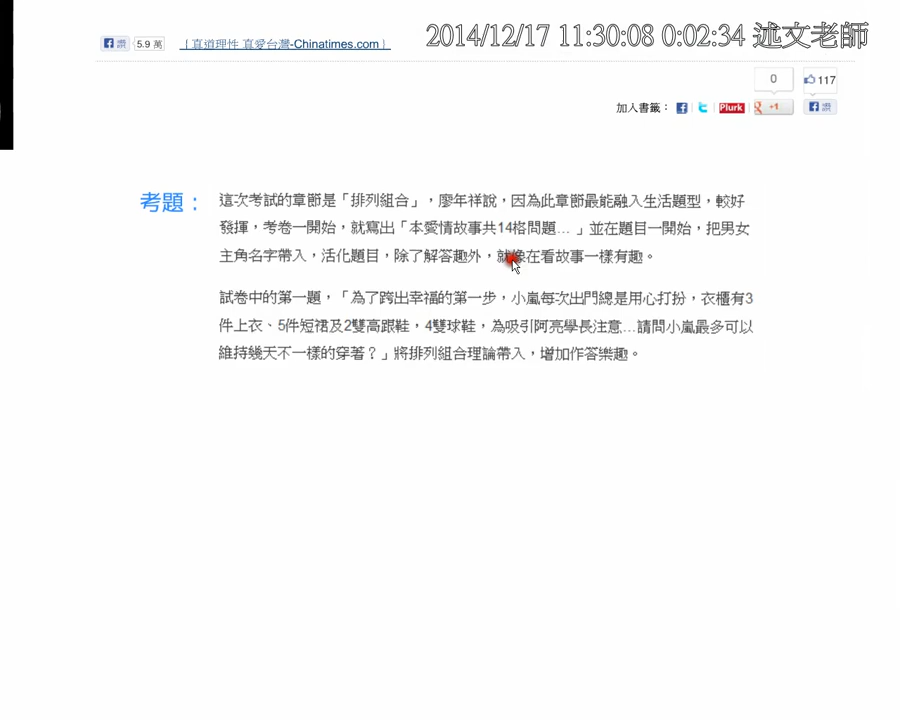 讚 5.9 萬 ﹝真道理性 真愛台灣-Chinatimes.com﹞
2014/12/17 11:30:08 0:02:34 述文老師
0 117
加入書籤： Plurk +1 讚
考題：
這次考試的章節是「排列組合」，廖年祥說，因為此章節最能融入生活題型，較好
發揮，考卷一開始，就寫出「本愛情故事共14格問題…」並在題目一開始，把男女
主角名字帶入，活化題目，除了解答趣外，就像在看故事一樣有趣。
試卷中的第一題，「為了跨出幸福的第一步，小嵐每次出門總是用心打扮，衣櫃有3
件上衣、5件短裙及2雙高跟鞋，4雙球鞋，為吸引阿亮學長注意…請問小嵐最多可以
維持幾天不一樣的穿著？」將排列組合理論帶入，增加作答樂趣。